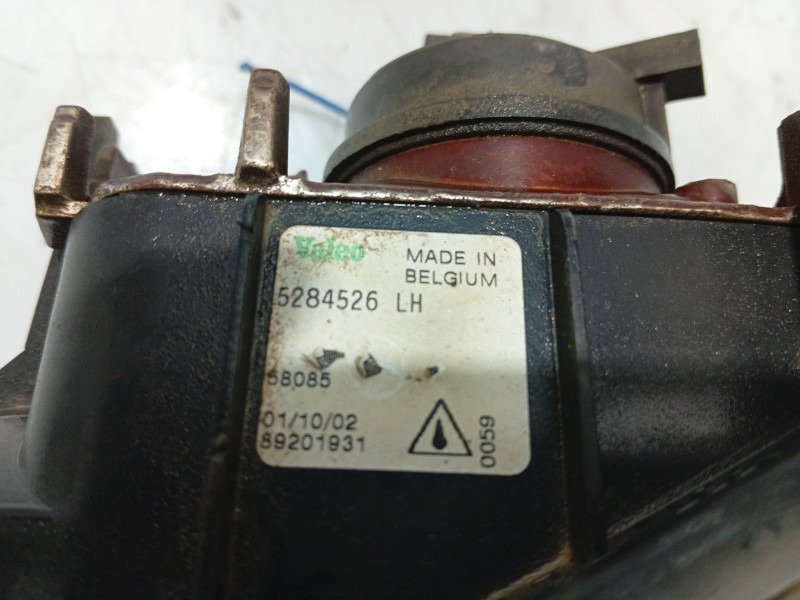 Valeo
MADE IN
BELGIUM
5284526 LH
58085
01/10/02
89201931
0059